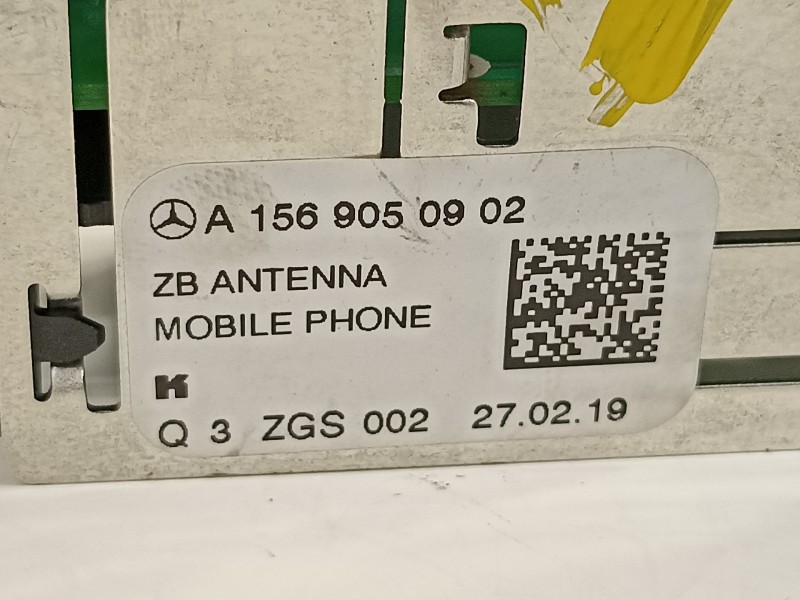 A 156 905 09 02
ZB ANTENNA
MOBILE PHONE
K
Q 3 ZGS 002 27.02.19